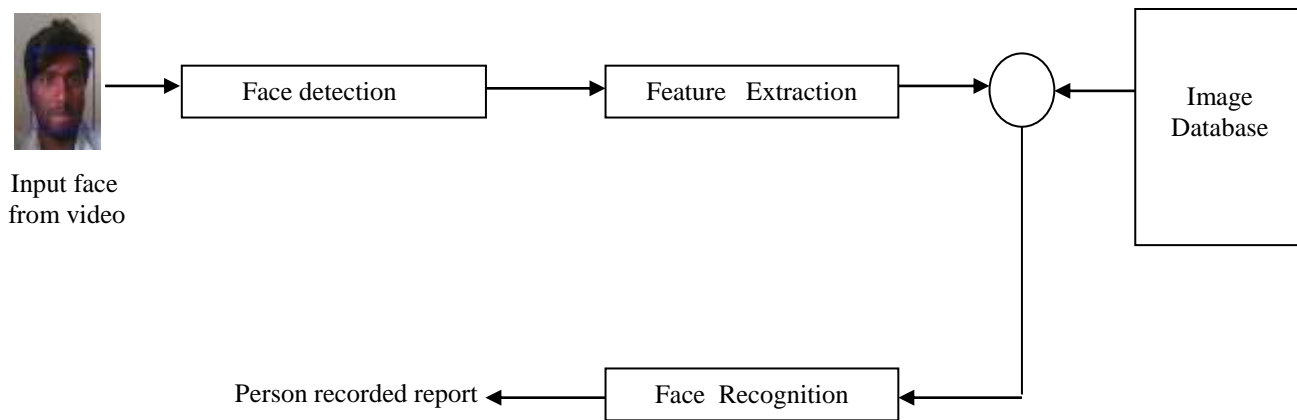 Face detection
Feature Extraction
Image
Database
Input face
from video
Person recorded report
Face Recognition